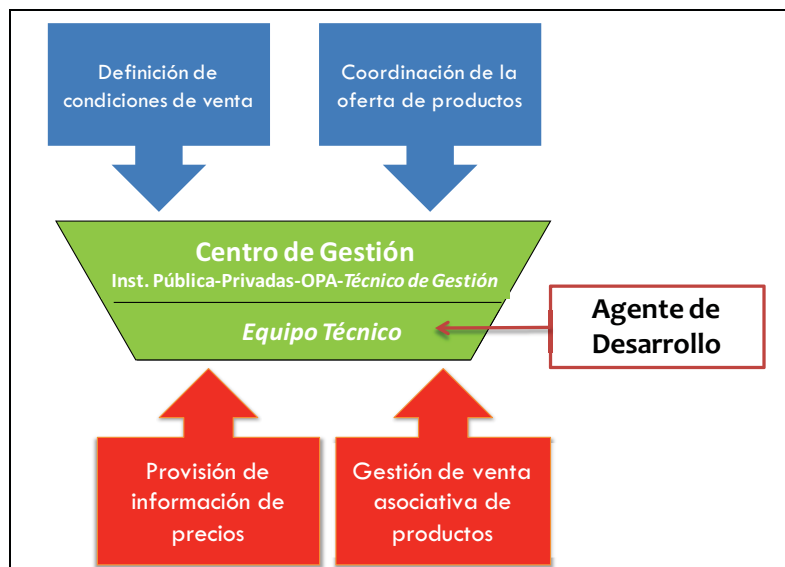 Definición de
condiciones de venta
Coordinación de la
oferta de productos
Centro de Gestión
Inst. Pública-Privadas-OPA-Técnico de Gestión
Equipo Técnico
Agente de
Desarrollo
Provisión de
información de
precios
Gestión de venta
asociativa de
productos